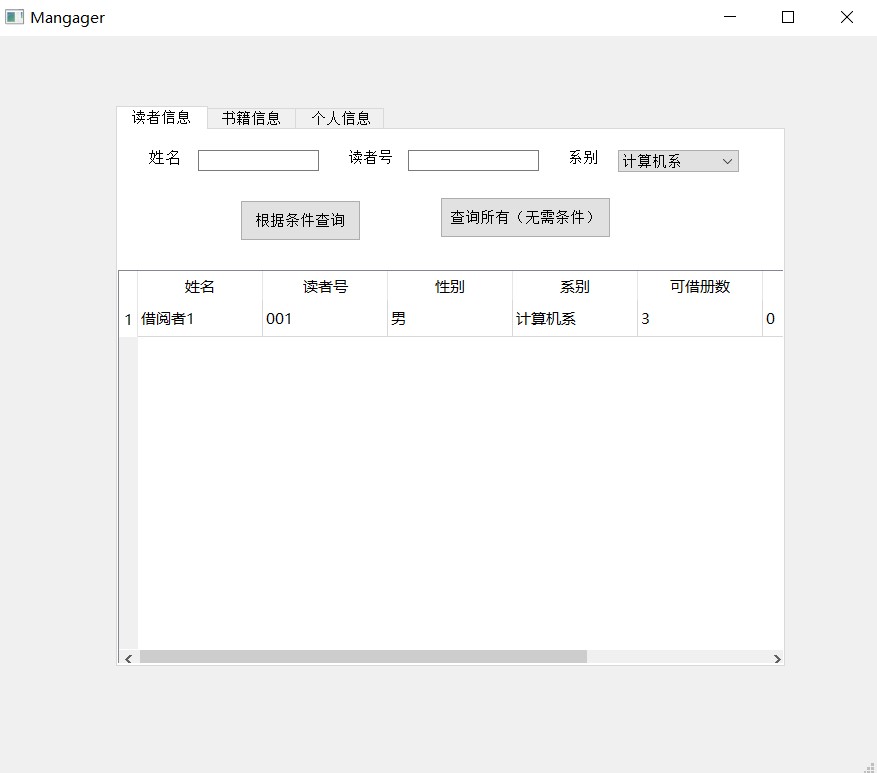 Mangager
读者信息 书籍信息 个人信息
姓名 读者号 系别 计算机系
根据条件查询 查询所有（无需条件）
姓名 读者号 性别 系别 可借册数
1 借阅者1 001 男 计算机系 3 0